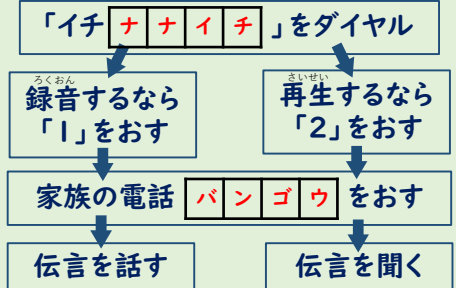 「イチナナイチ」をダイヤル
ろくおん
録音するなら
「1」をおす
さいせい
再生するなら
「2」をおす
家族の電話バンゴウをおす
伝言を話す
伝言を聞く